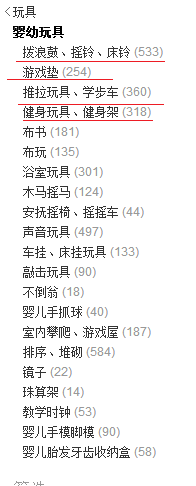 <玩具
婴幼玩具
拨浪鼓、摇铃、床铃 (533)
游戏垫 (254)
推拉玩具、学步车 (360)
健身玩具、健身架 (318)
布书 (181)
布玩 (135)
浴室玩具 (301)
木马摇马 (124)
安抚摇椅、摇摇车 (44)
声音玩具 (497)
车挂、床挂玩具 (133)
敲击玩具 (90)
不倒翁 (18)
婴儿手抓球 (40)
室内攀爬、游戏屋 (187)
排序、堆砌 (584)
镜子 (22)
珠算架 (14)
教学时钟 (53)
婴儿手模脚模 (90)
婴儿胎发牙齿收纳盒 (58)